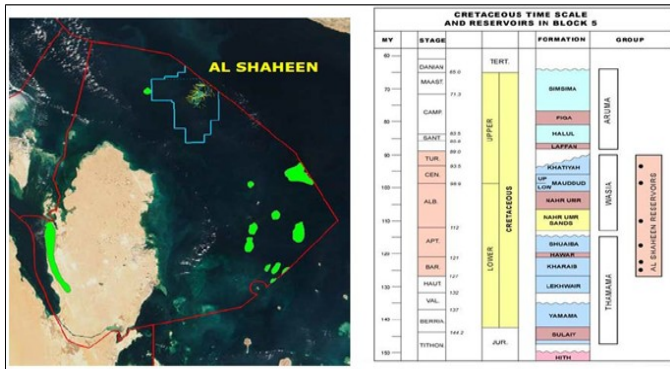 AL SHAHEEN
CRETACEOUS TIME SCALE
AND RESERVOIRS IN BLOCK 5
MY
STAGE
FORMATION
GROUP
60
70
80
90
100
110
120
130
140
150
DANIAN
65.0
MAAST.
71.3
CAMP.
83.5
SANT
89.0
TUR.
93.5
CEN.
98.9
ALB.
112
APT.
121
BAR.
127
HAUT
132
VAL.
137
BERRIA.
144.2
TITHON
TERT.
UPPER
LOWER
CRETACEOUS
JUR.
SIMSIMA
FIQA
HALUL
LAFFAN
KHATIYAH
UP
LOW
MAUDDUD
NAHR UMR
NAHR UMR
SANDS
SHUAIBA
HAWAR
KHARAIB
LEKHWAIR
YAMAMA
SULAIY
HITH
ARUMA
WASIA
THAMAMA
AL SHAHEEN RESERVOIRS